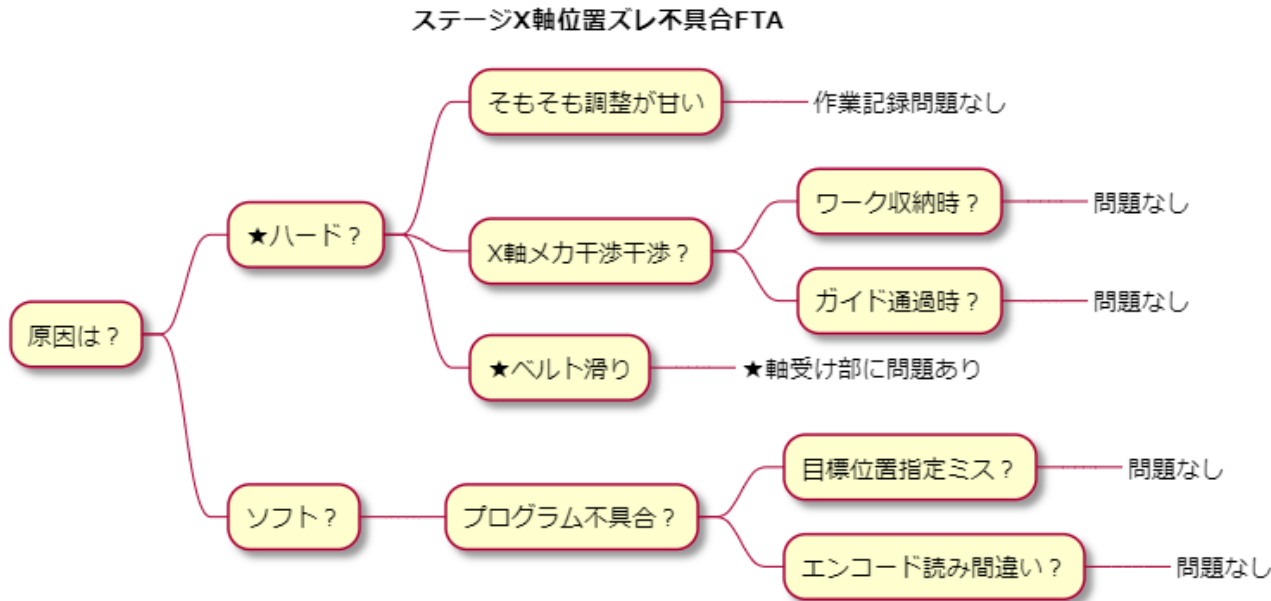 ステージX軸位置ズレ不具合FTA
そもそも調整が甘い
作業記録問題なし
ワーク収納時？
問題なし
★ハード？
X軸メカ干渉干渉？
ガイド通過時？
問題なし
原因は？
★ベルト滑り
★軸受け部に問題あり
目標位置指定ミス？
問題なし
ソフト？
プログラム不具合？
エンコード読み間違い？
問題なし